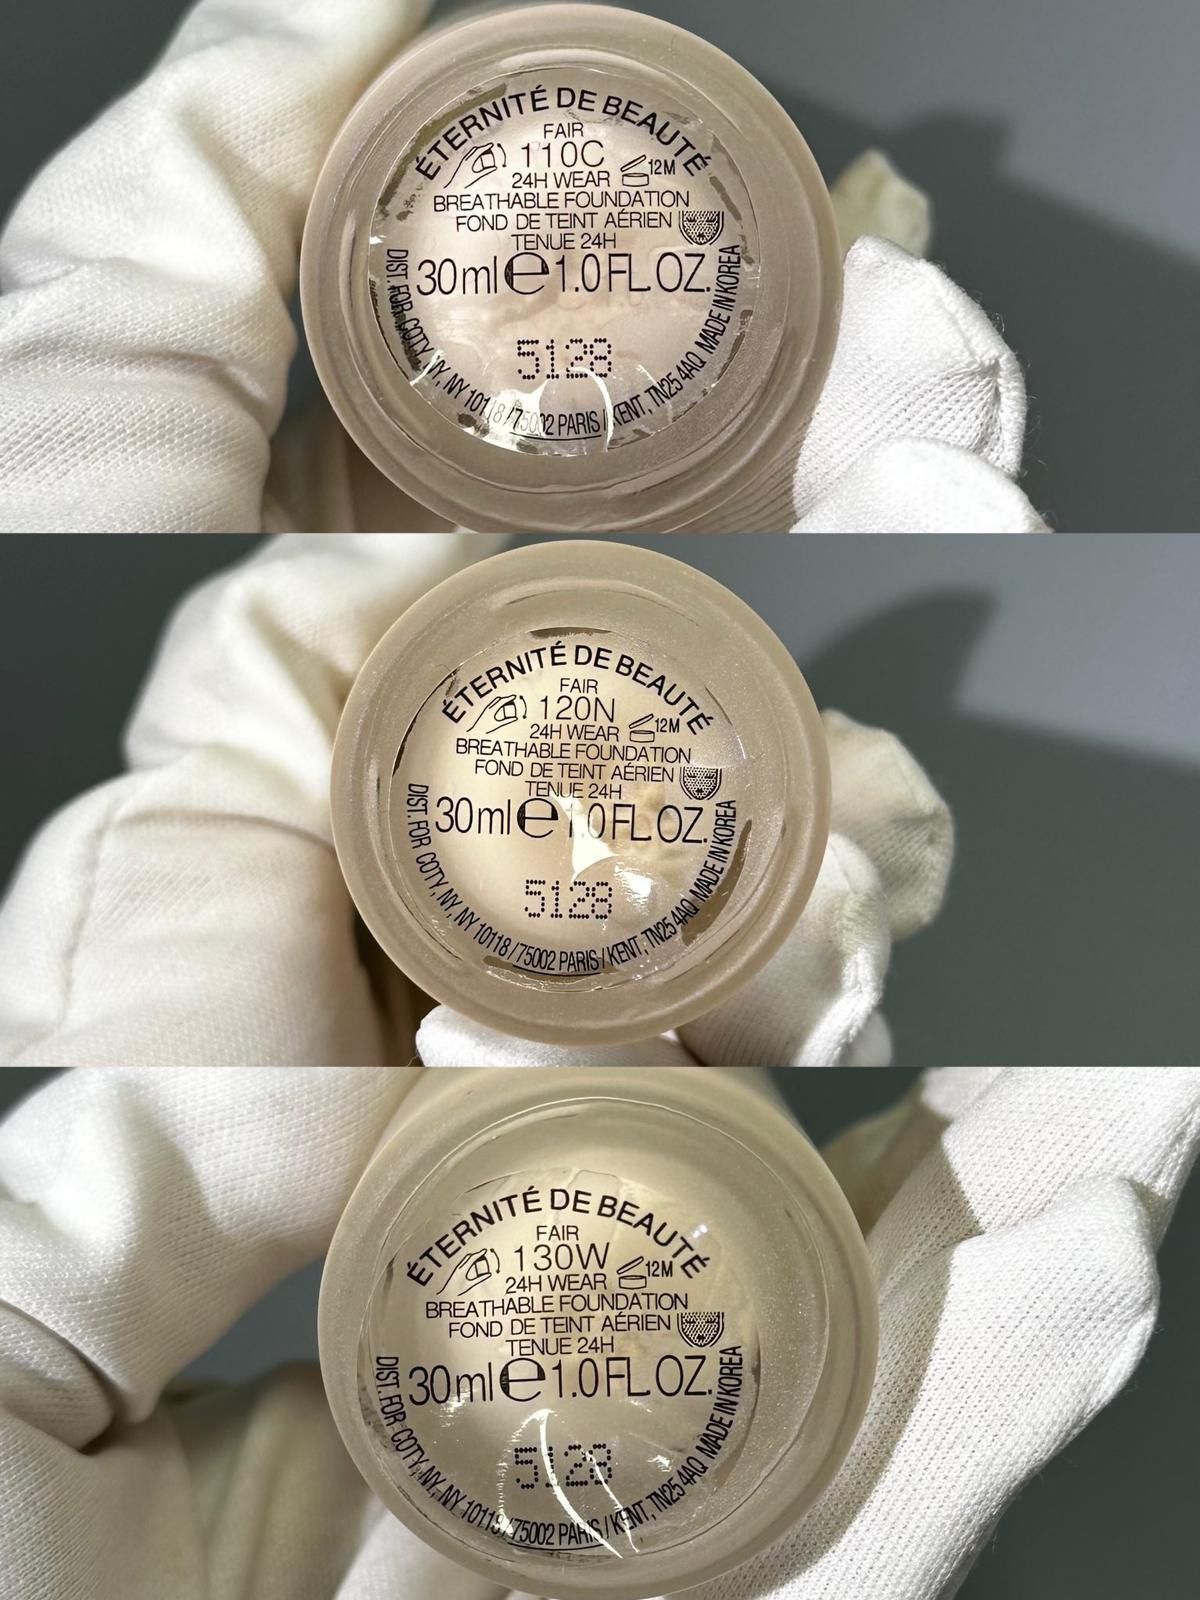 ÉTERNITÉ DE BEAUTÉ
FAIR
110C
12M
24H WEAR
BREATHABLE FOUNDATION
FOND DE TEINT AÉRIEN
TENUE 24H
30ml e 1.0 FL OZ.
5128
DIST. FOR COTY, NY, NY 10118 / 75002 PARIS / KENT, TN25 4AQ MADE IN KOREA
ÉTERNITÉ DE BEAUTÉ
FAIR
120N
12M
24H WEAR
BREATHABLE FOUNDATION
FOND DE TEINT AÉRIEN
TENUE 24H
30ml e 1.0 FL OZ.
5128
DIST. FOR COTY, NY, NY 10118 / 75002 PARIS / KENT, TN25 4AQ MADE IN KOREA
ÉTERNITÉ DE BEAUTÉ
FAIR
130W
12M
24H WEAR
BREATHABLE FOUNDATION
FOND DE TEINT AÉRIEN
TENUE 24H
30ml e 1.0 FL OZ.
5128
DIST. FOR COTY, NY, NY 10118 / 75002 PARIS / KENT, TN25 4AQ MADE IN KOREA